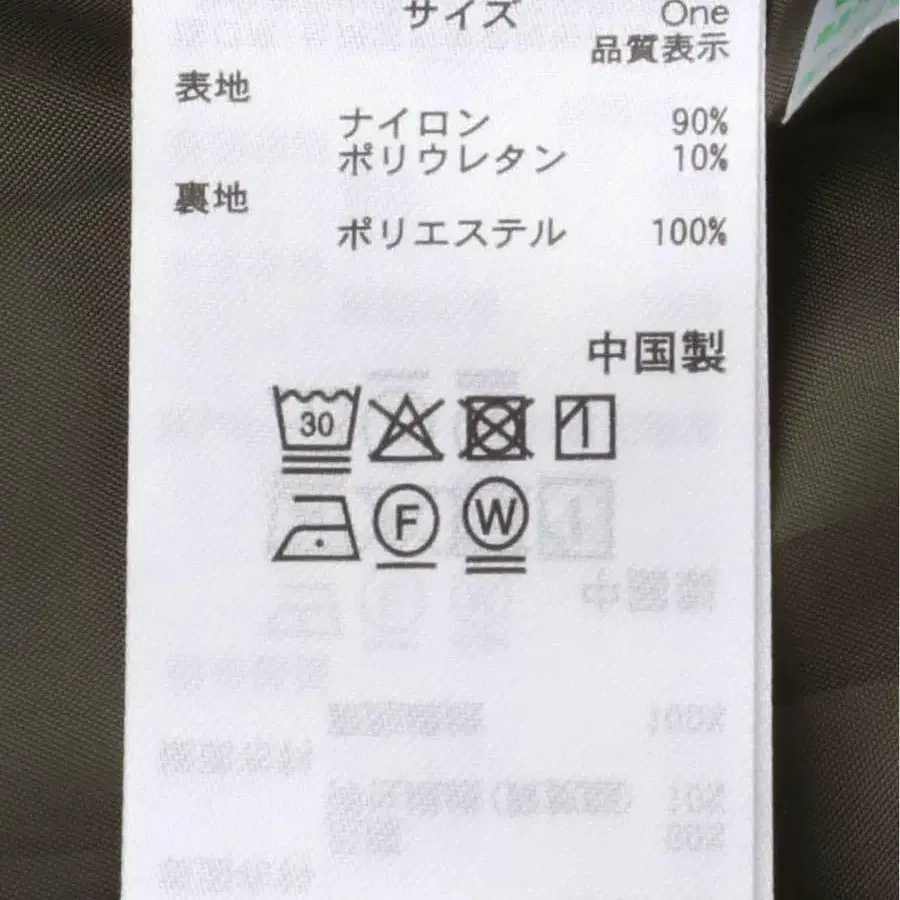 サイズ One
品質表示
表地
ナイロン 90%
ポリウレタン 10%
裏地
ポリエステル 100%
中国製
30
F W